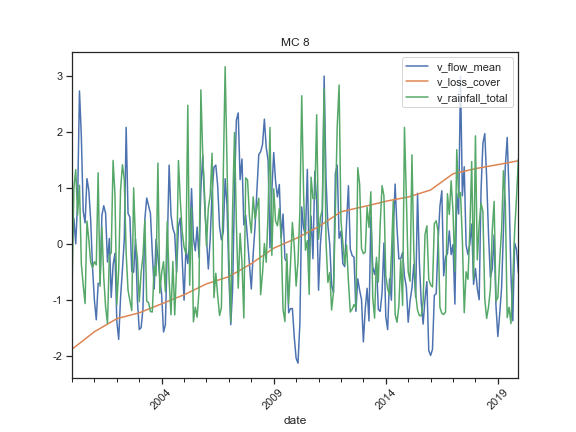 MC 8
v_flow_mean
v_loss_cover
v_rainfall_total
3
2
1
0
-1
-2
2004
2009
2014
2019
date